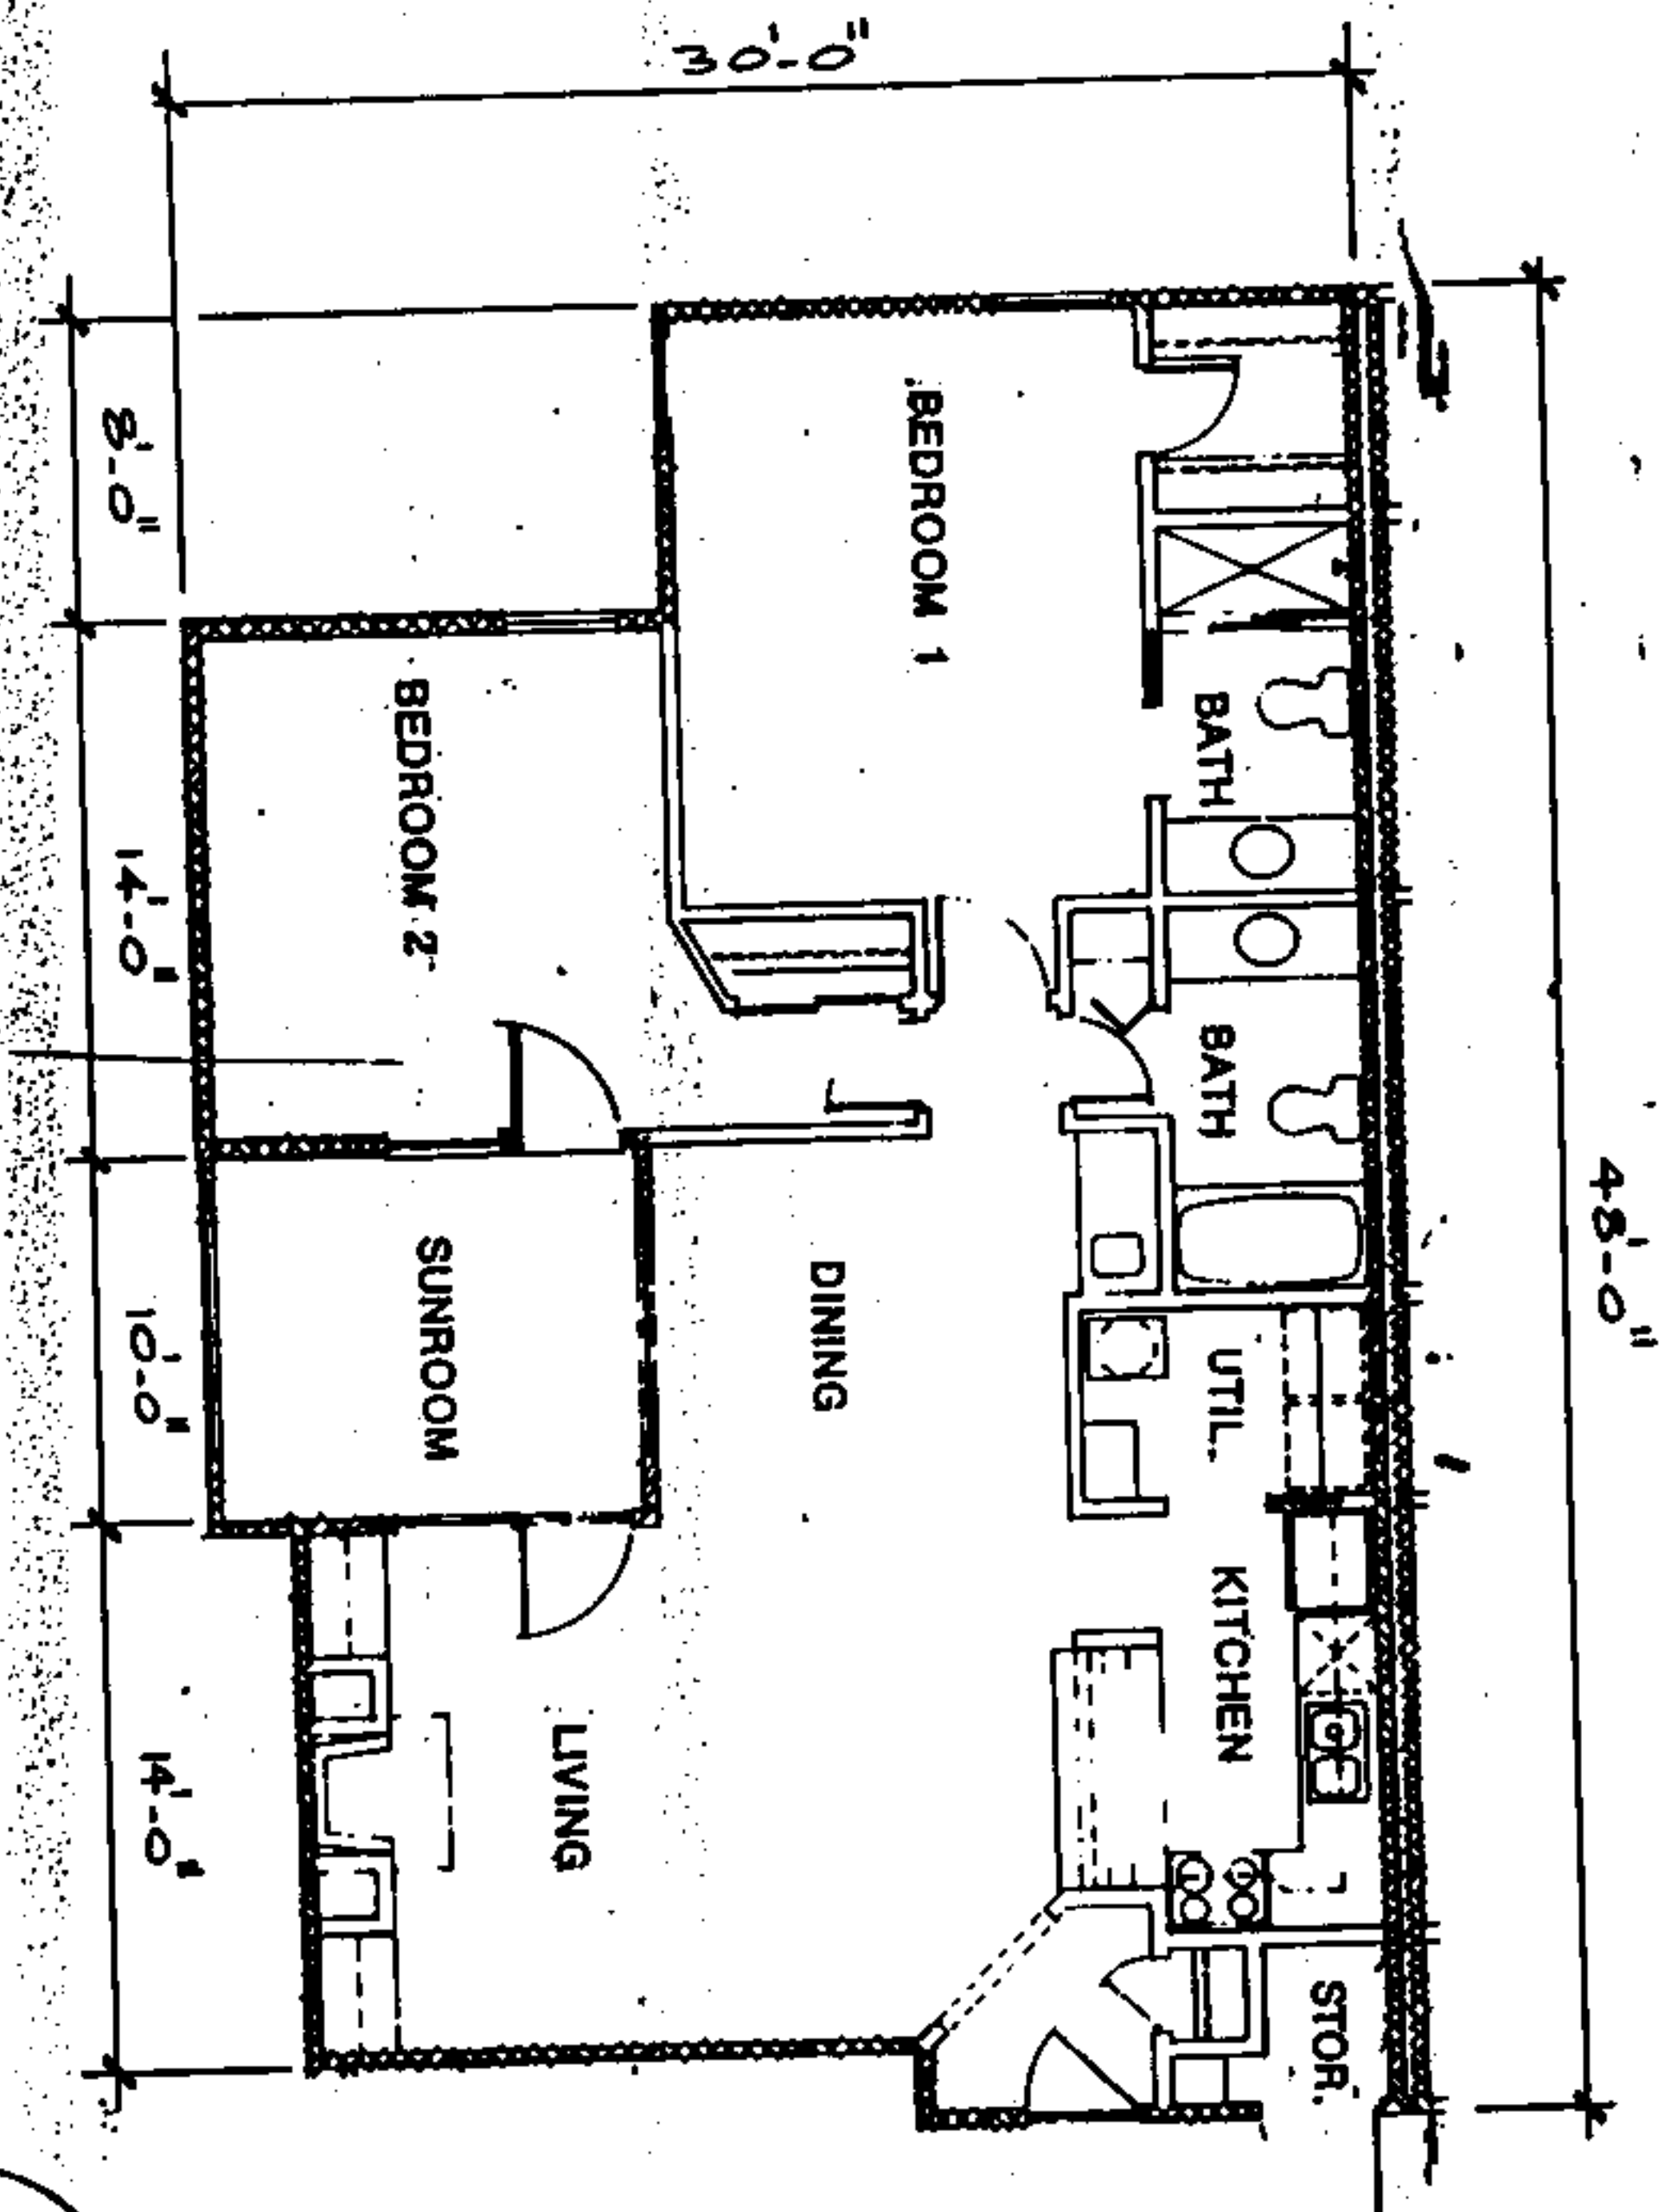 30'-0"
48'-0"
BEDROOM 1
BATH
BATH
UTIL.
KITCHEN
STOR.
DINING
LIVING
BEDROOM 2
SUNROOM
8'-0"
14'-0"
10'-0"
14'-0"